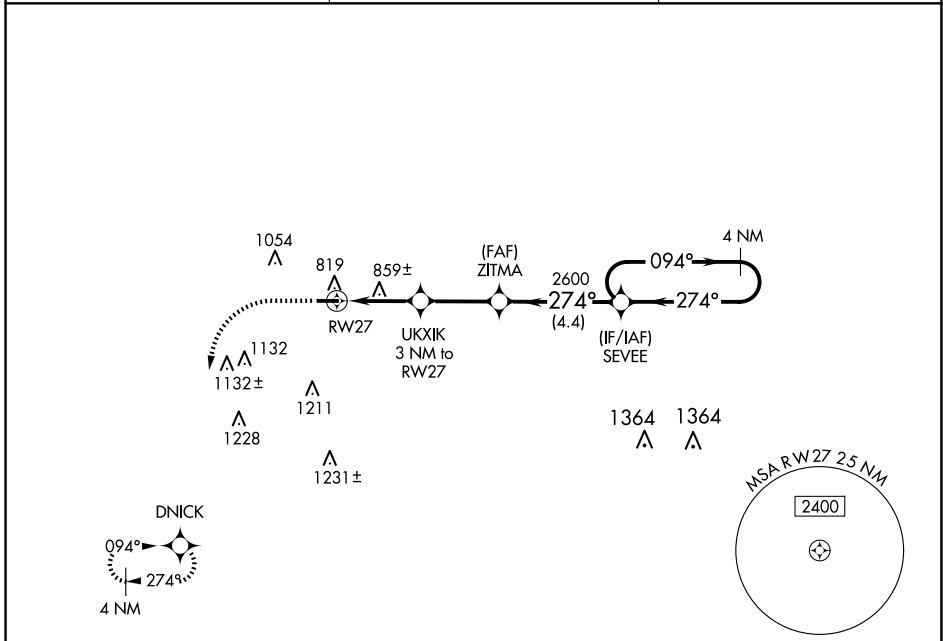 4 NM
094°
1054
(FAF)
ZITMA
819
859±
2600
274°
274°
(4.4)
RW27
UKXIK
3 NM to
RW27
(IF/IAF)
SEVEE
1132
1132±
1211
1228
1364
1364
1231±
MSA RW27 25 NM
2400
DNICK
094°
274°
4 NM